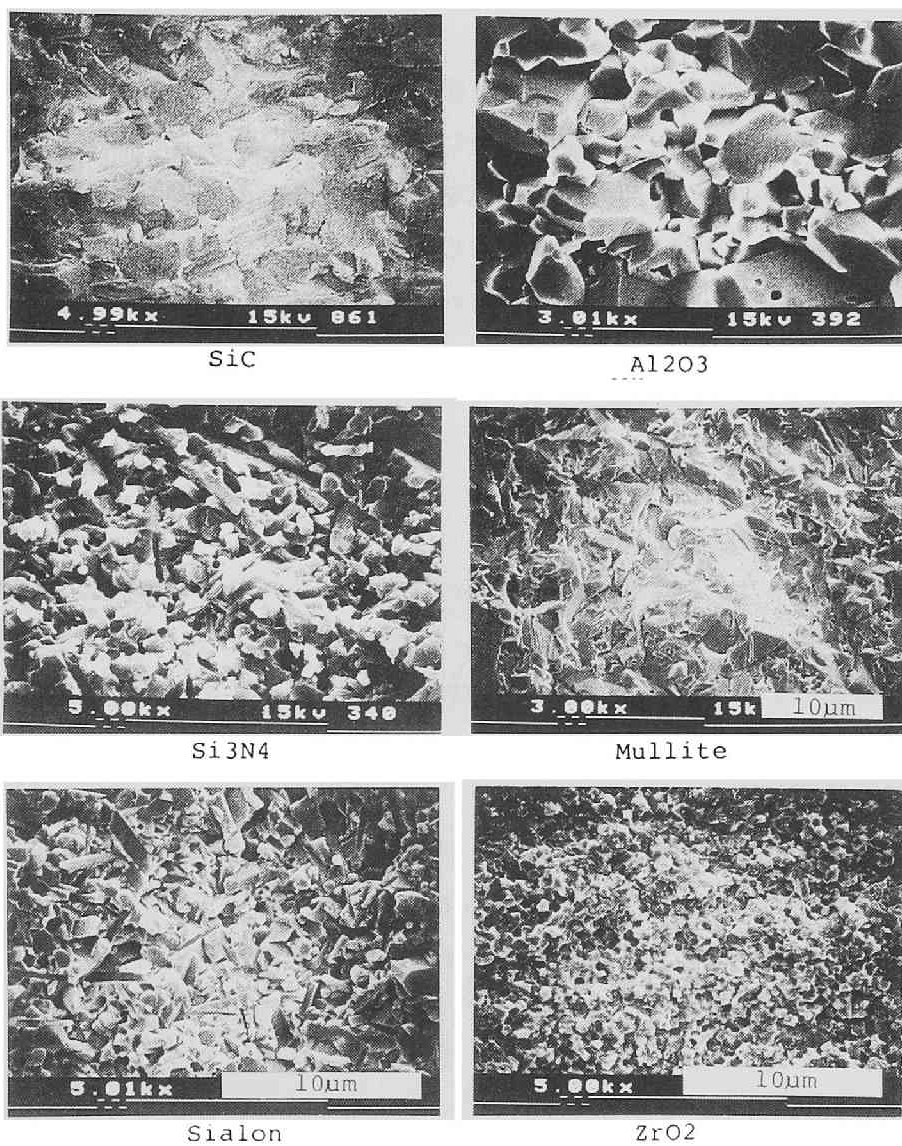 4.99kx 15kv 861
3.01kx 15kv 392
SiC
Al2O3
5.00kx 15kv 340
3.00kx 15k 10µm
Si3N4
Mullite
5.01kx 10µm
5.00kx 10µm
Sialon
ZrO2